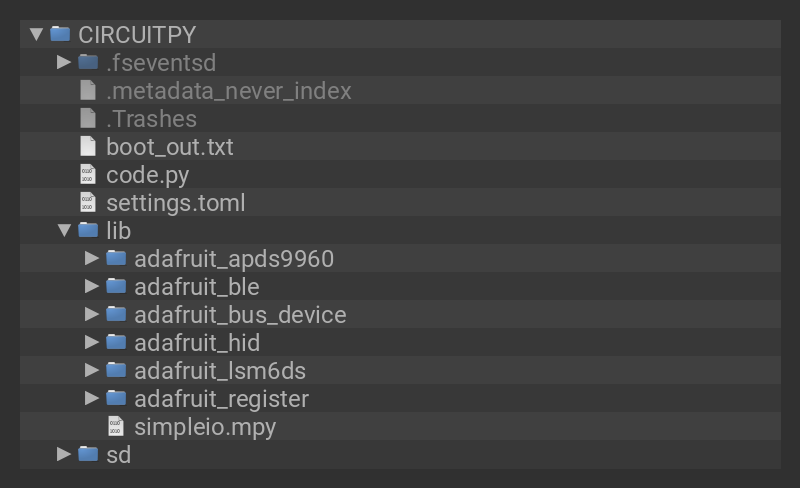 CIRCUITPY
.fseventsd
.metadata_never_index
.Trashes
boot_out.txt
code.py
settings.toml
lib
adafruit_apds9960
adafruit_ble
adafruit_bus_device
adafruit_hid
adafruit_lsm6ds
adafruit_register
simpleio.mpy
sd